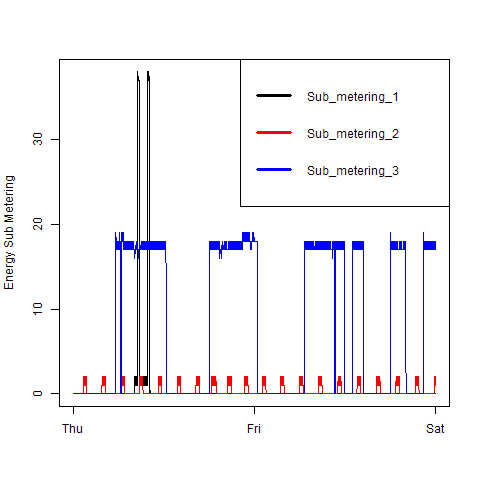 Sub_metering_1
Sub_metering_2
Sub_metering_3
Energy Sub Metering
30
20
10
0
Thu
Fri
Sat